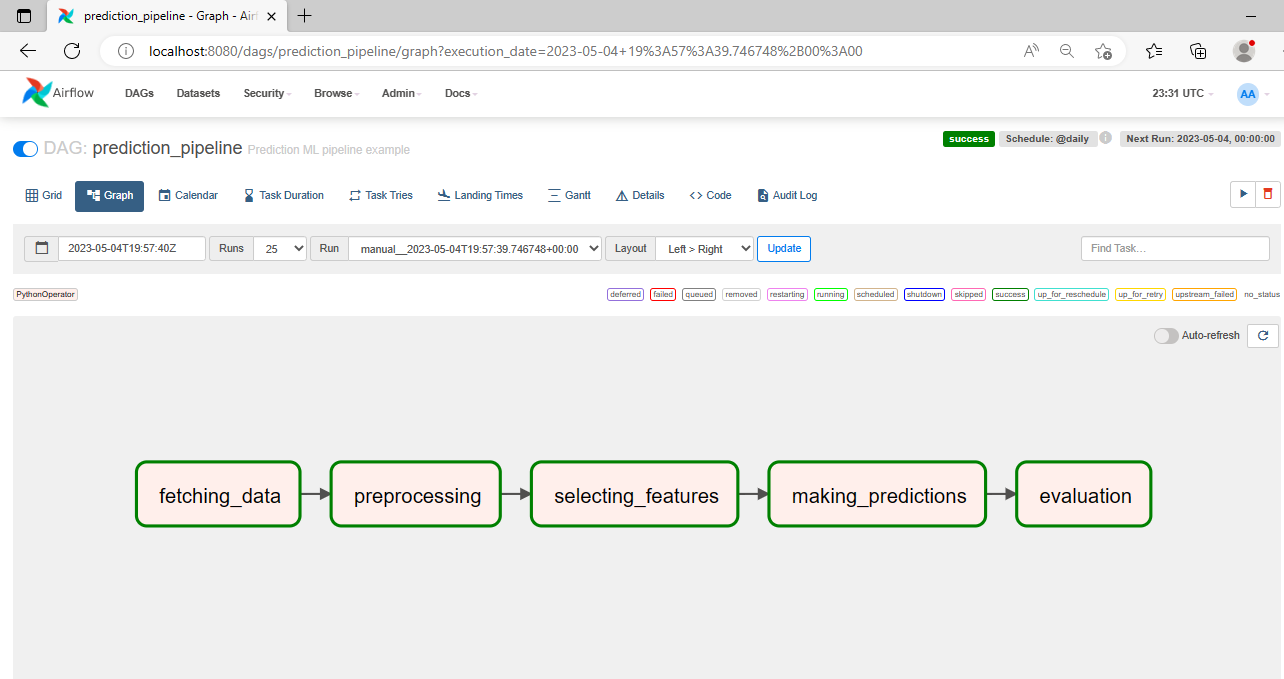 prediction_pipeline - Graph - Airf
localhost:8080/dags/prediction_pipeline/graph?execution_date=2023-05-04+19%3A57%3A39.746748%2B00%3A00
Airflow DAGs Datasets Security Browse Admin Docs 23:31 UTC AA
DAG: prediction_pipeline Prediction ML pipeline example success Schedule: @daily Next Run: 2023-05-04, 00:00:00
Grid Graph Calendar Task Duration Task Tries Landing Times Gantt Details <> Code Audit Log
2023-05-04T19:57:40Z Runs 25 Run manual__2023-05-04T19:57:39.746748+00:00 Layout Left > Right Update Find Task...
PythonOperator deferred failed queued removed restarting running scheduled shutdown skipped success up_for_reschedule up_for_retry upstream_failed no_status
Auto-refresh
fetching_data preprocessing selecting_features making_predictions evaluation